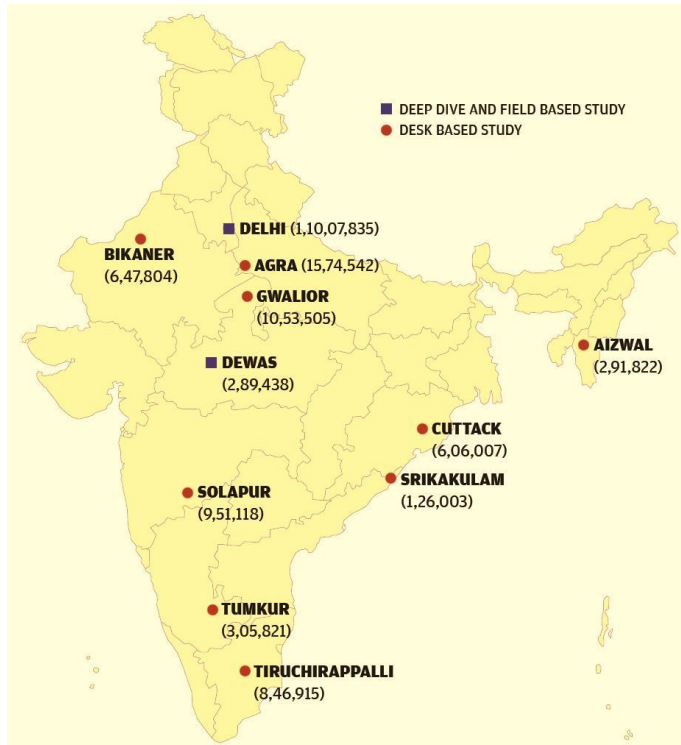 DEEP DIVE AND FIELD BASED STUDY
DESK BASED STUDY
DELHI (1,10,07,835)
BIKANER
(6,47,804)
AGRA (15,74,542)
GWALIOR
(10,53,505)
AIZWAL
(2,91,822)
DEWAS
(2,89,438)
CUTTACK
(6,06,007)
SRIKAKULAM
(1,26,003)
SOLAPUR
(9,51,118)
TUMKUR
(3,05,821)
TIRUCHIRAPPALLI
(8,46,915)